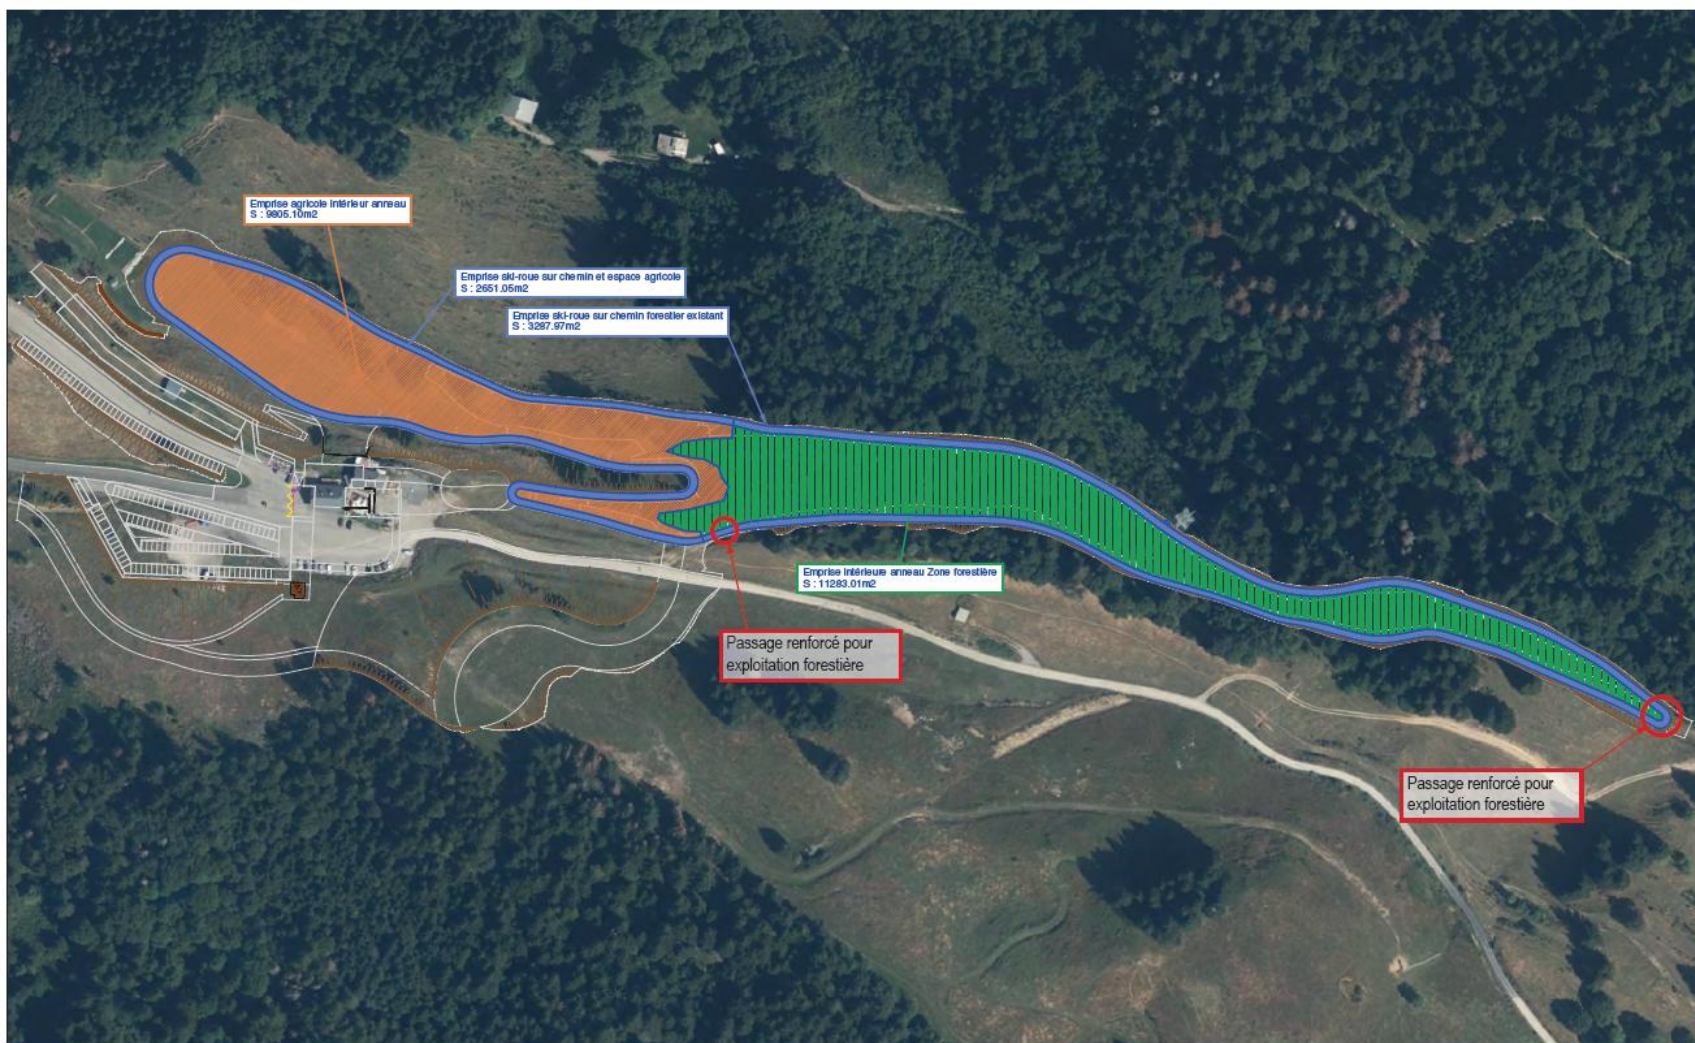 Emprise agricole intérieur anneau
S : 9805.10m2
Emprise ski-roue sur chemin et espace agricole
S : 2651.05m2
Emprise ski-roue sur chemin forestier existant
S : 3287.97m2
Emprise intérieure anneau Zone forestière
S : 11283.01m2
Passage renforcé pour
exploitation forestière
Passage renforcé pour
exploitation forestière